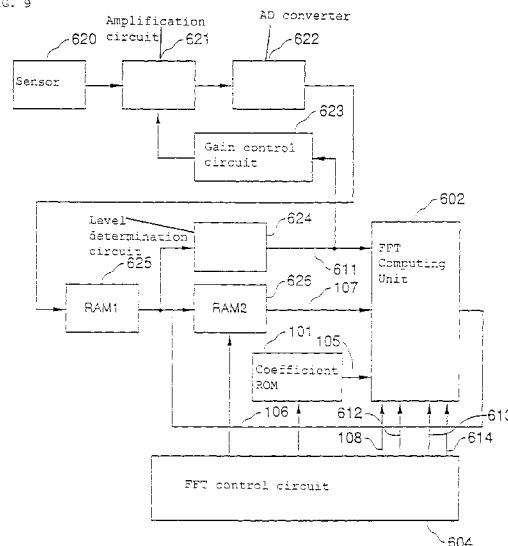 G. 9
Amplification
circuit
AD converter
620
621
622
Sensor
623
Gain control
circuit
602
Level
determination
circuit
624
625
611
FFT
Computing
Unit
626
107
RAM1
RAM2
101
105
Coefficient
ROM
106
612
613
108
614
FFT control circuit
604